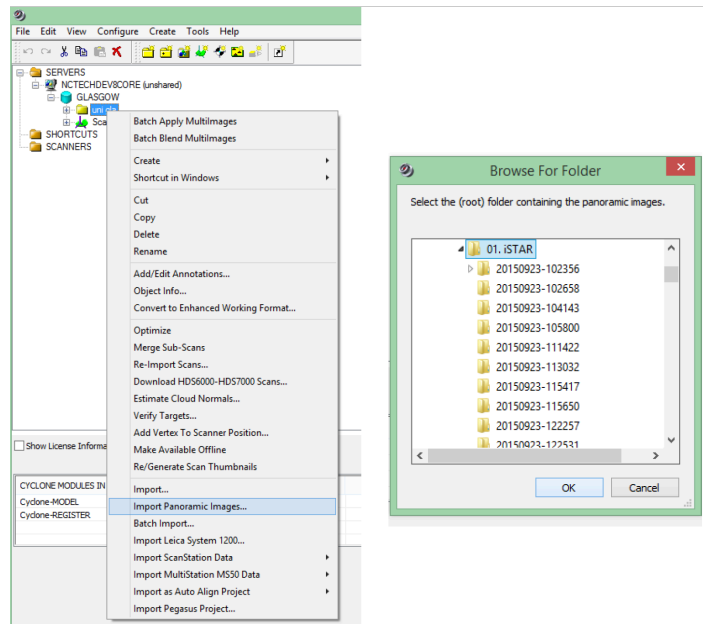 File Edit View Configure Create Tools Help
SERVERS
NCTECHDEV8CORE (unshared)
GLASGOW
uni gla
Sca
SHORTCUTS
SCANNERS
Batch Apply MultiImages
Batch Blend MultiImages
Create
Shortcut in Windows
Cut
Copy
Delete
Rename
Add/Edit Annotations...
Object Info...
Convert to Enhanced Working Format...
Optimize
Merge Sub-Scans
Re-Import Scans...
Download HDS6000-HDS7000 Scans...
Estimate Cloud Normals...
Verify Targets...
Add Vertex To Scanner Position...
Make Available Offline
Re/Generate Scan Thumbnails
Import...
Import Panoramic Images...
Batch Import...
Import Leica System 1200...
Import ScanStation Data
Import MultiStation MS50 Data
Import as Auto Align Project
Import Pegasus Project...
Show License Informa
CYCLONE MODULES IN
Cyclone-MODEL
Cyclone-REGISTER
Browse For Folder
Select the (root) folder containing the panoramic images.
01. iSTAR
20150923-102356
20150923-102658
20150923-104143
20150923-105800
20150923-111422
20150923-113032
20150923-115417
20150923-115650
20150923-122257
20150923-122531
OK Cancel